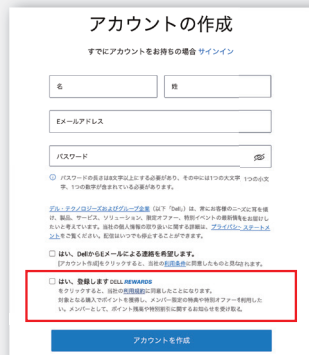 アカウントの作成
すでにアカウントをお持ちの場合 サインイン
名
姓
Eメールアドレス
パスワード
ⓘ パスワードの長さは8文字以上にする必要があり、その中には1つの大文字 1つの小文
字、1つの数字が含まれている必要があります。
デル・テクノロジーズおよびグループ企業（以下「Dell」）は、常にお客様のニーズに耳を傾
け、製品、サービス、ソリューション、限定オファー、特別イベントの最新情報をお届けし
たいと考えています。当社の個人情報の取り扱いに関する詳細は、プライバシー ステートメ
ントをご覧ください。配信はいつでも停止することができます。
はい、DellからEメールによる連絡を希望します。
[アカウント作成]をクリックすると、当社の利用条件に同意したものと見なされます。
はい、登録します DELL REWARDS
をクリックすると、当社の利用規約に同意したことになります。
対象となる購入でポイントを獲得し、メンバー限定の特典や特別オファーを利用した
い。メンバーとして、ポイント残高や特別割引に関するお知らせを受け取る。
アカウントを作成